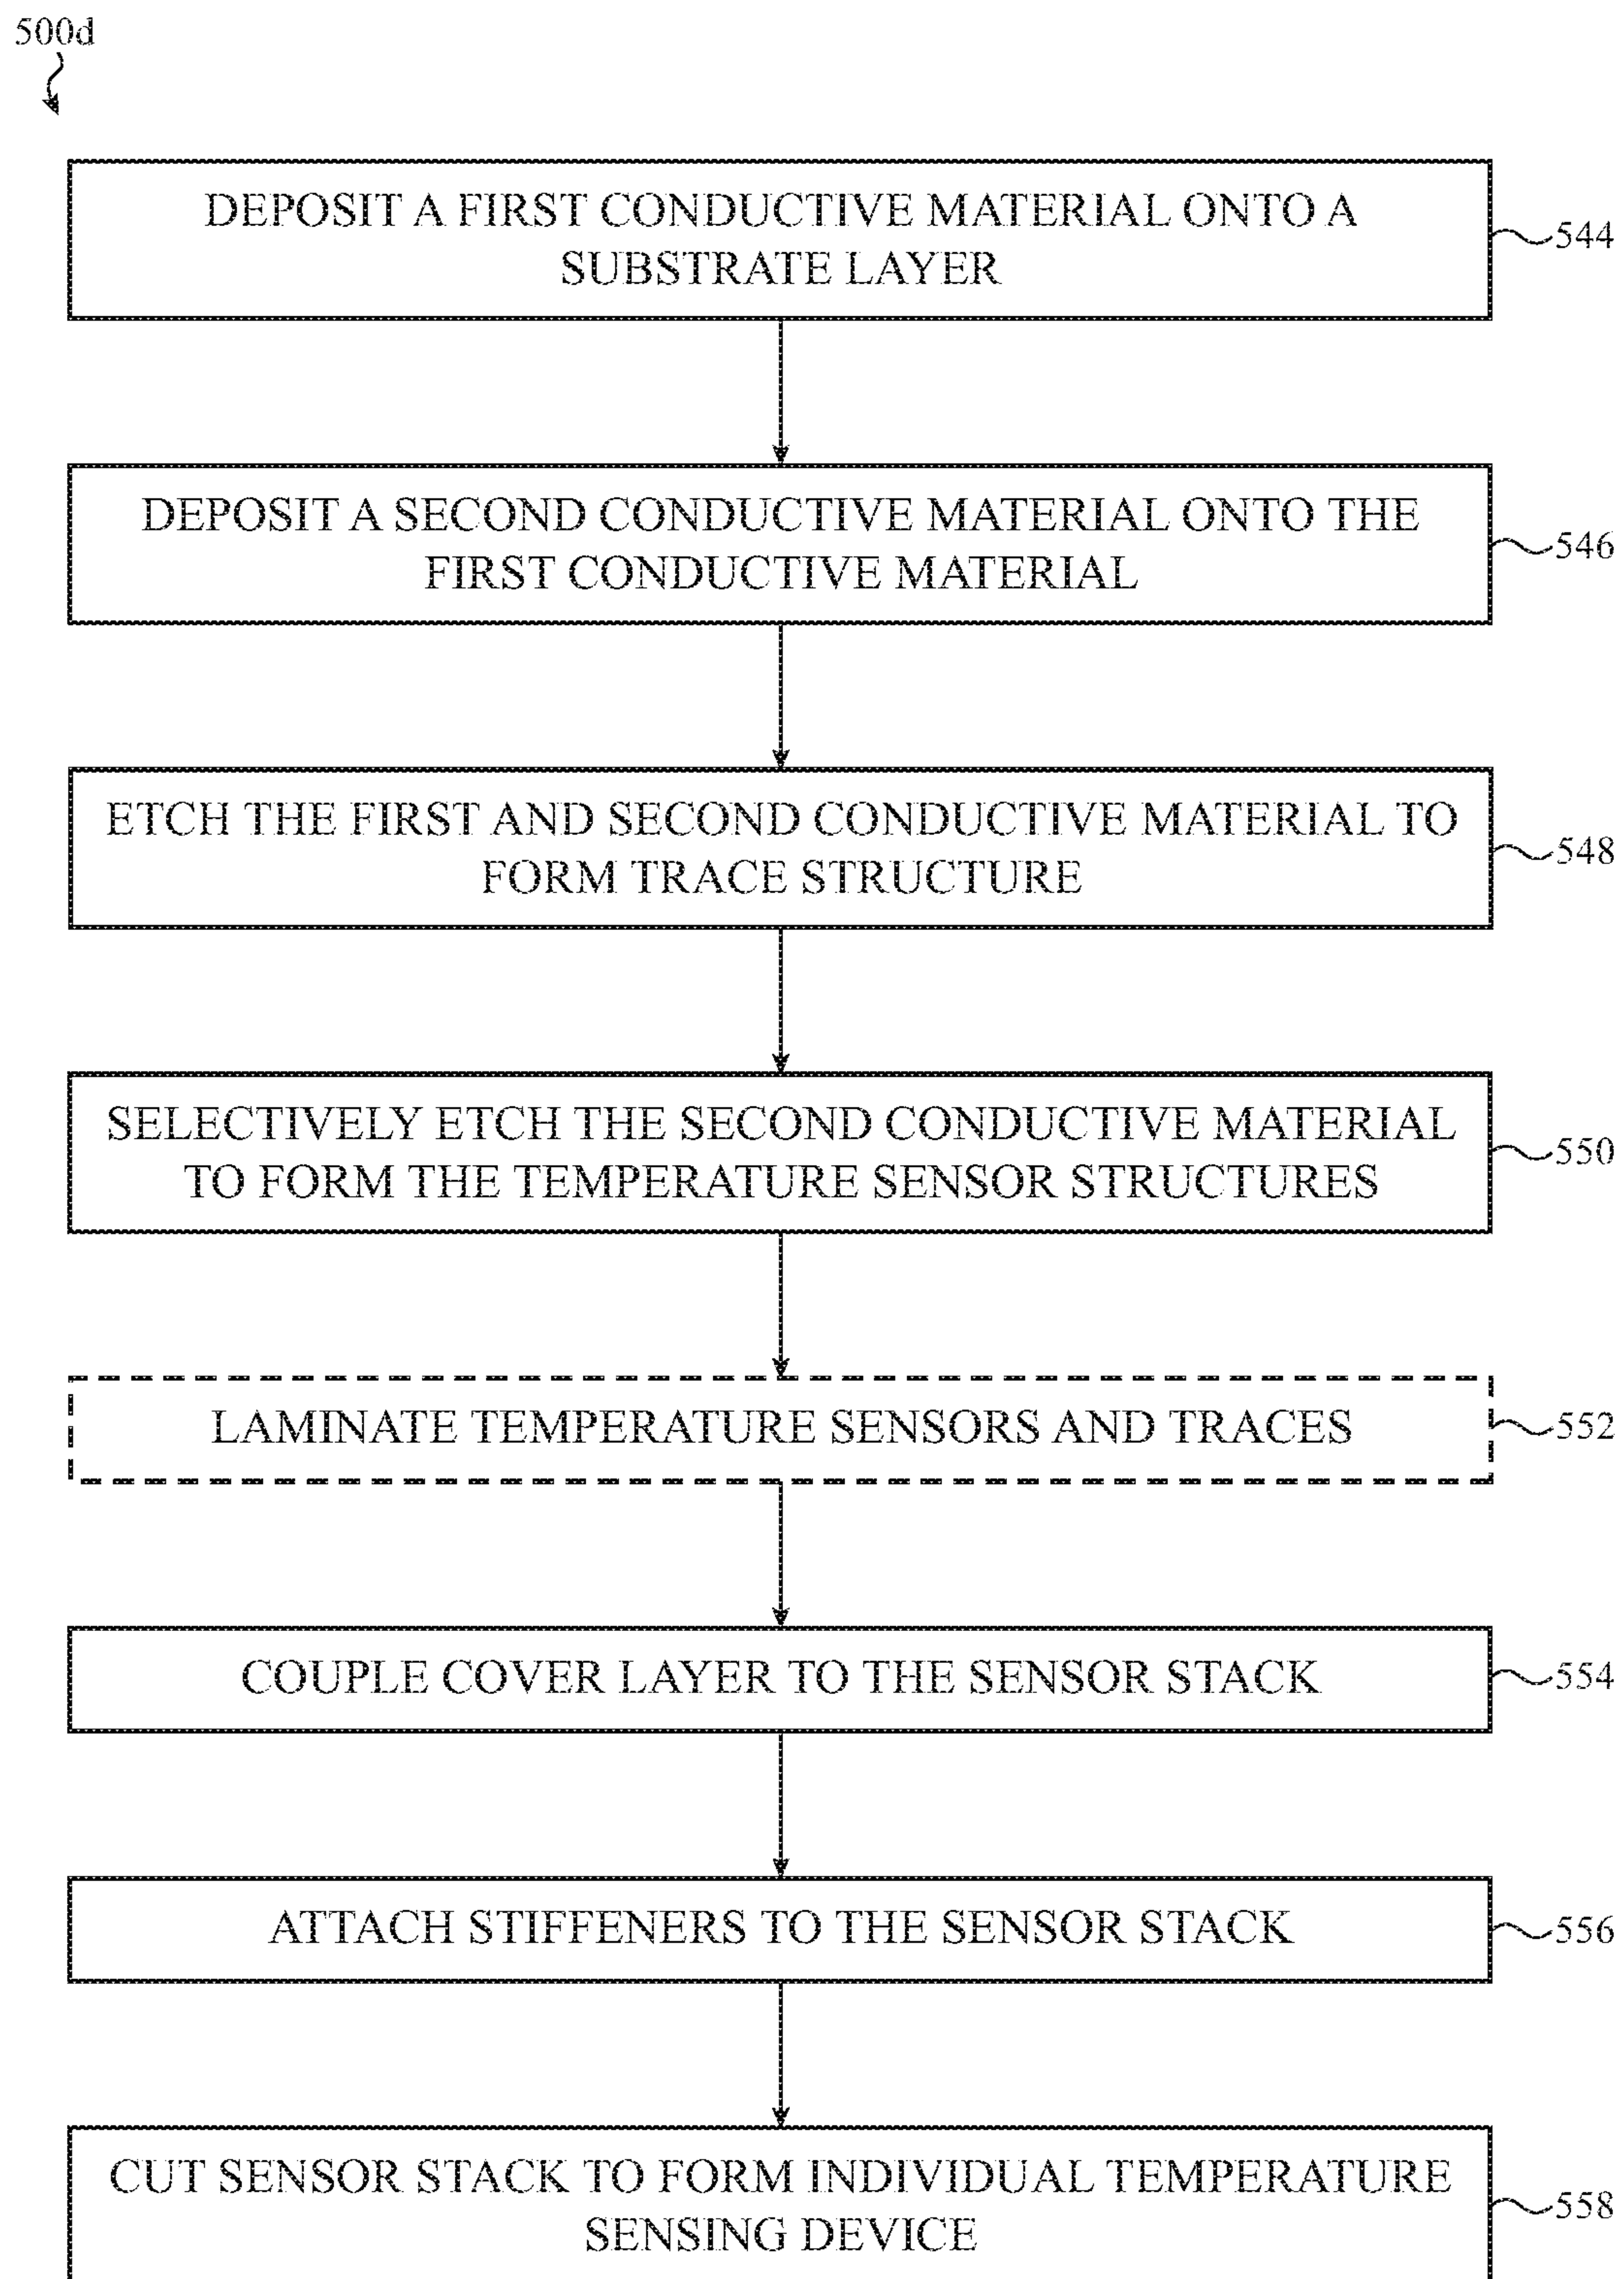 500d
DEPOSIT A FIRST CONDUCTIVE MATERIAL ONTO A
SUBSTRATE LAYER
544
DEPOSIT A SECOND CONDUCTIVE MATERIAL ONTO THE
FIRST CONDUCTIVE MATERIAL
546
ETCH THE FIRST AND SECOND CONDUCTIVE MATERIAL TO
FORM TRACE STRUCTURE
548
SELECTIVELY ETCH THE SECOND CONDUCTIVE MATERIAL
TO FORM THE TEMPERATURE SENSOR STRUCTURES
550
LAMINATE TEMPERATURE SENSORS AND TRACES
552
COUPLE COVER LAYER TO THE SENSOR STACK
554
ATTACH STIFFENERS TO THE SENSOR STACK
556
CUT SENSOR STACK TO FORM INDIVIDUAL TEMPERATURE
SENSING DEVICE
558